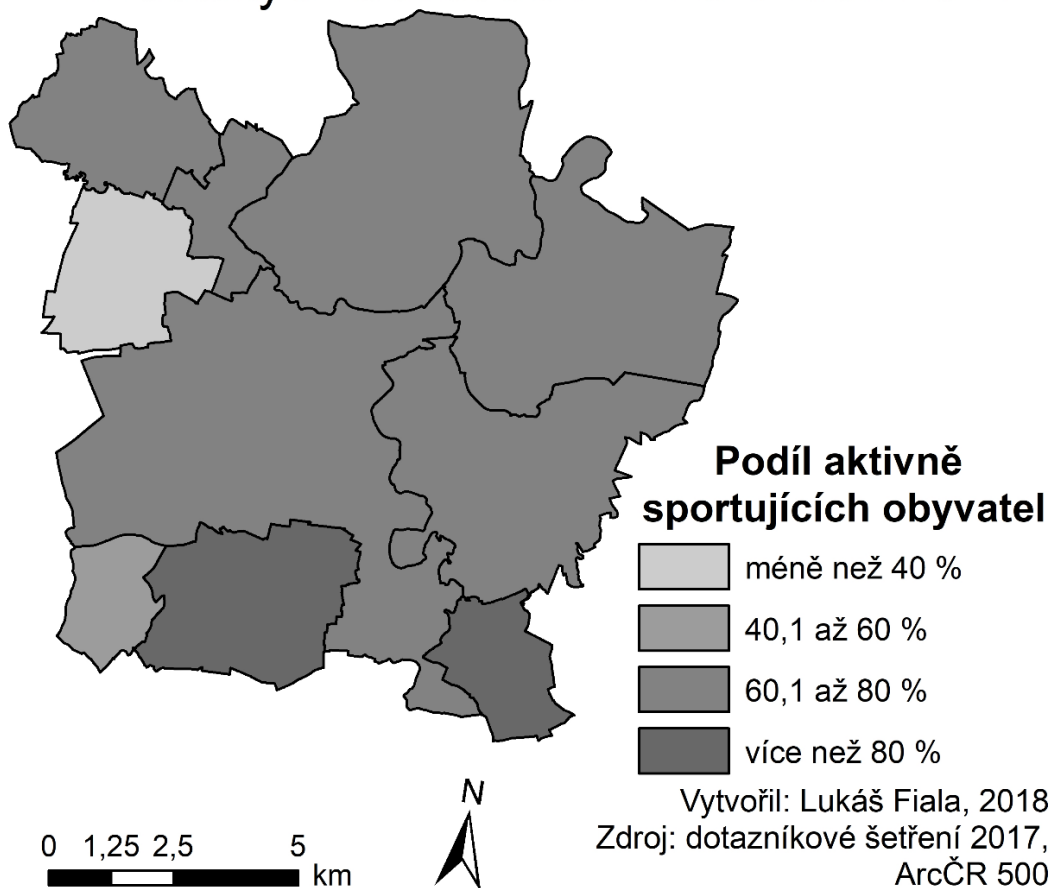 Podíl aktivně
sportujících obyvatel
méně než 40 %
40,1 až 60 %
60,1 až 80 %
více než 80 %
N
Vytvořil: Lukáš Fiala, 2018
Zdroj: dotazníkové šetření 2017,
ArcČR 500
0 1,25 2,5 5
km